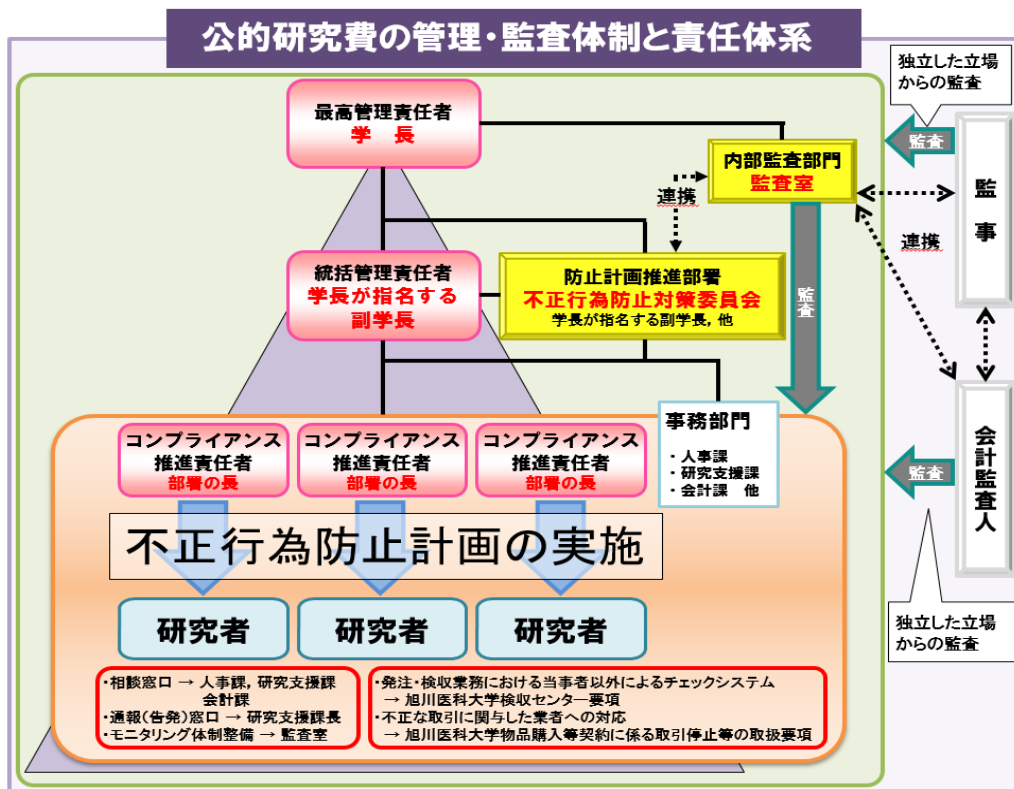 公的研究費の管理・監査体制と責任体系
独立した立場
からの監査
最高管理責任者
学　長
内部監査部門
監査室
監査
監　事
連携
連携
統括管理責任者
学長が指名する
副学長
防止計画推進部署
不正行為防止対策委員会
学長が指名する副学長，他
監査
コンプライアンス
推進責任者
部署の長
コンプライアンス
推進責任者
部署の長
コンプライアンス
推進責任者
部署の長
事務部門
・人事課
・研究支援課
・会計課　他
会計監査人
監査
不正行為防止計画の実施
研究者
研究者
研究者
独立した立場
からの監査
・相談窓口 → 人事課，研究支援課
会計課
・通報（告発）窓口 → 研究支援課長
・モニタリング体制整備 → 監査室
・発注・検収業務における当事者以外によるチェックシステム
→ 旭川医科大学検収センター要項
・不正な取引に関与した業者への対応
→ 旭川医科大学物品購入等契約に係る取引停止等の取扱要項